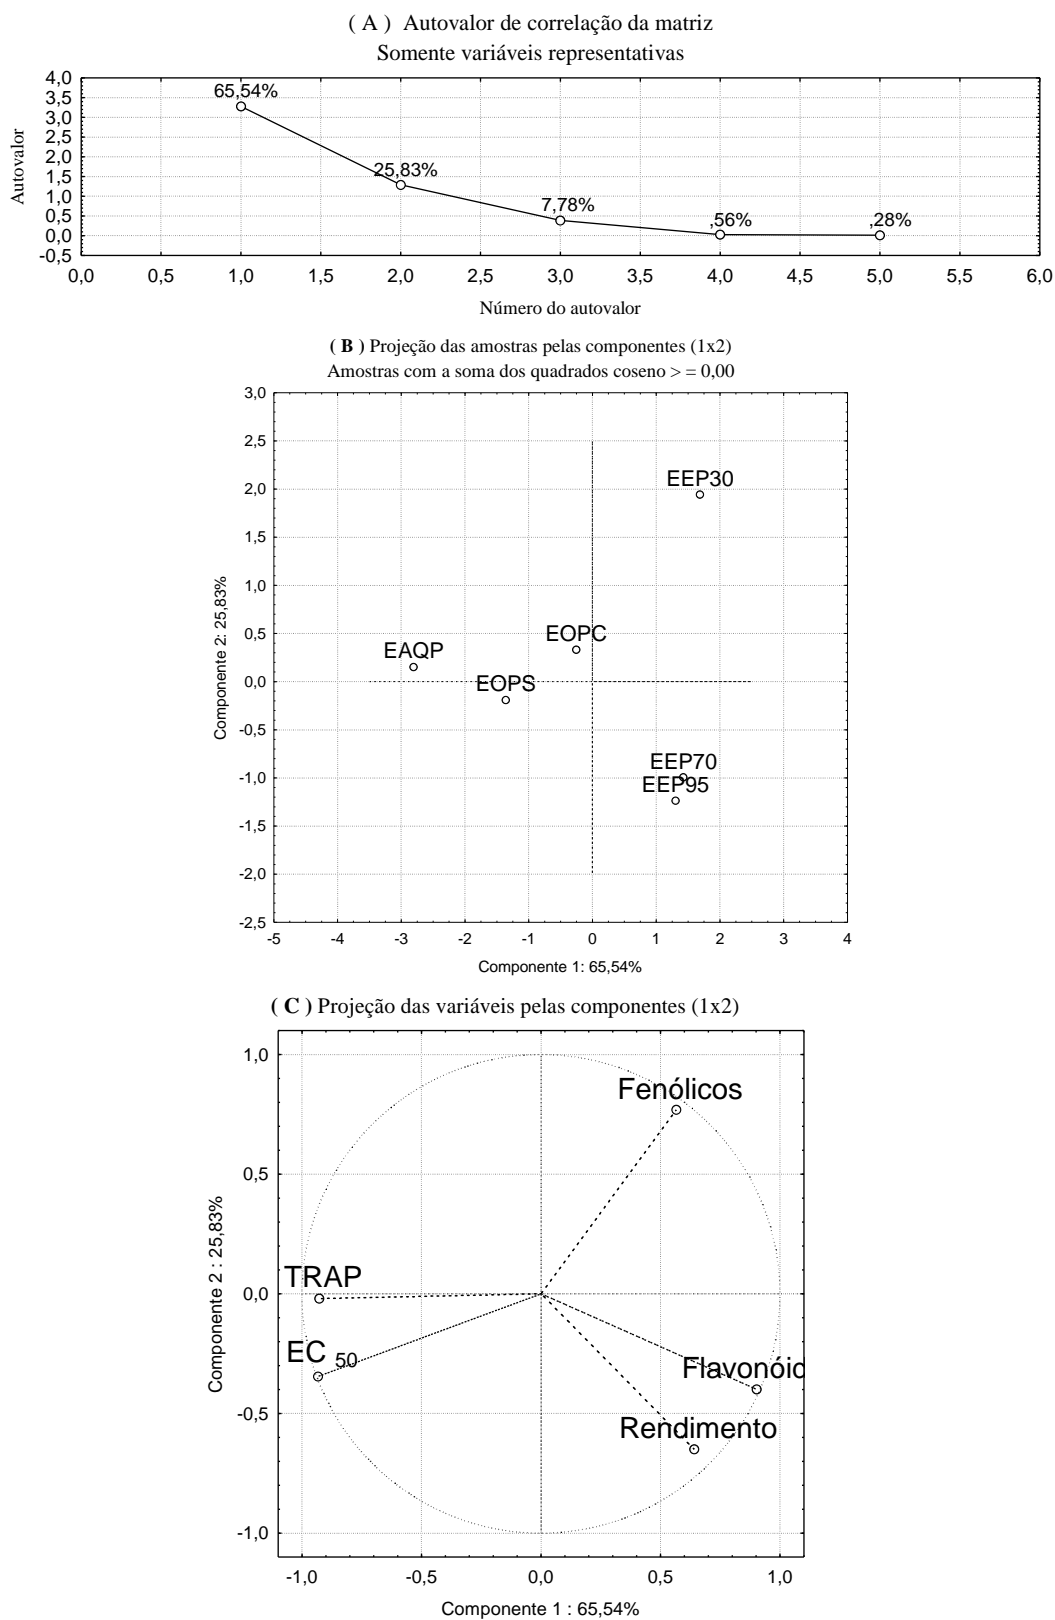 ( A ) Autovalor de correlação da matriz
Somente variáveis representativas
4,0
3,5
3,0
2,5
2,0
1,5
1,0
0,5
0,0
-0,5
Autovalor
65,54%
25,83%
7,78%
,56%
,28%
0,0 0,5 1,0 1,5 2,0 2,5 3,0 3,5 4,0 4,5 5,0 5,5 6,0
Número do autovalor
( B ) Projeção das amostras pelas componentes (1x2)
Amostras com a soma dos quadrados coseno > = 0,00
3,0
2,5
2,0
1,5
1,0
0,5
0,0
-0,5
-1,0
-1,5
-2,0
-2,5
Componente 2: 25,83%
EEP30
EOPC
EAQP
EOPS
EEP70
EEP95
-5 -4 -3 -2 -1 0 1 2 3 4
Componente 1: 65,54%
( C ) Projeção das variáveis pelas componentes (1x2)
1,0
0,5
0,0
-0,5
-1,0
Componente 2 : 25,83%
Fenólicos
TRAP
EC 50
Flavonóid
Rendimento
-1,0 -0,5 0,0 0,5 1,0
Componente 1 : 65,54%